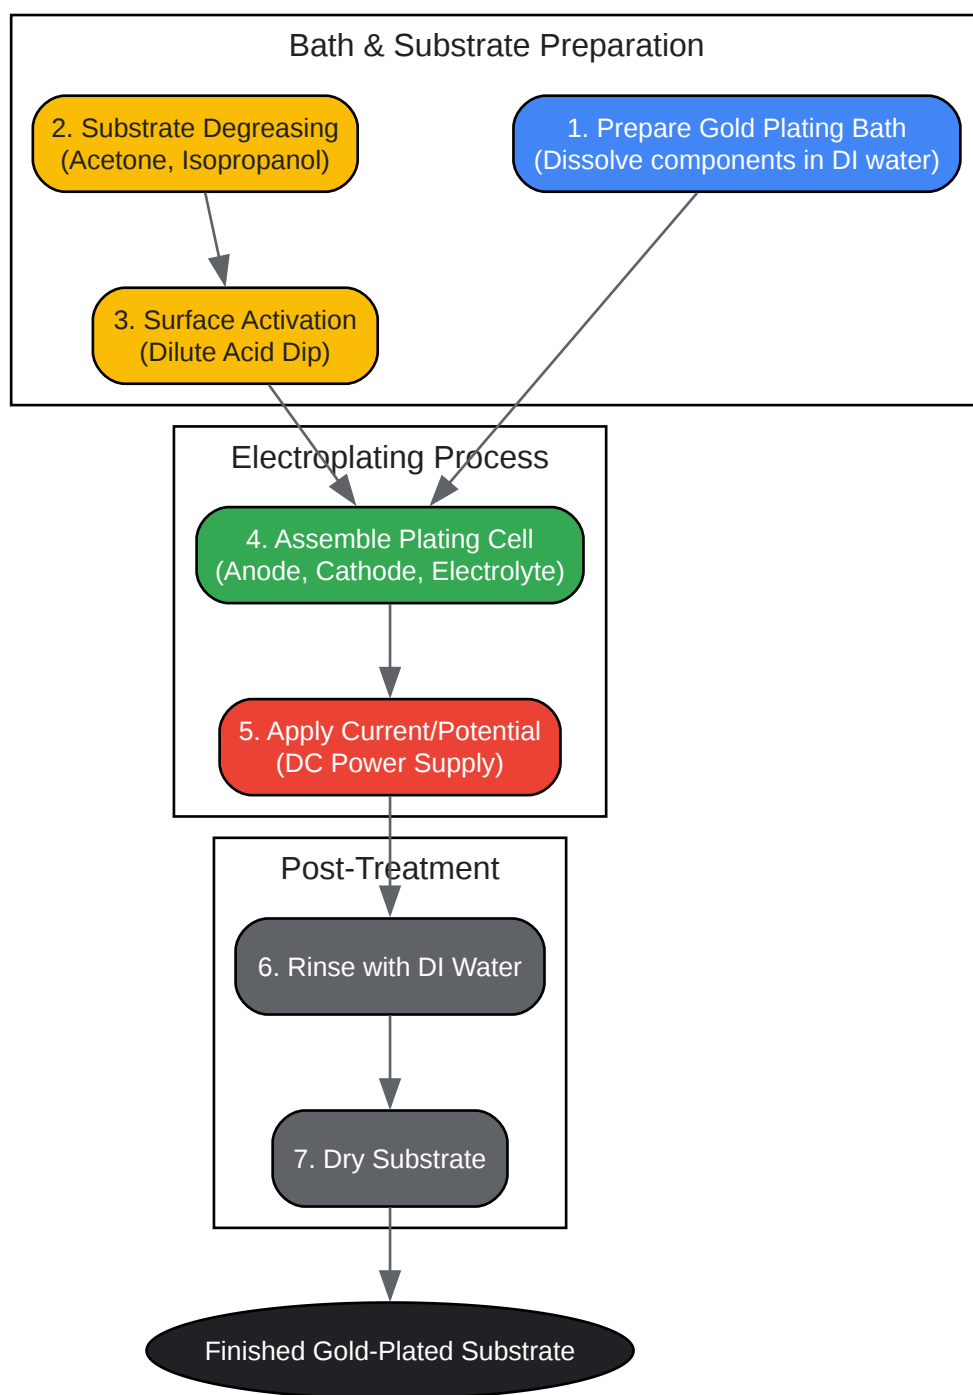 Bath & Substrate Preparation
2. Substrate Degreasing
(Acetone, Isopropanol)
1. Prepare Gold Plating Bath
(Dissolve components in DI water)
3. Surface Activation
(Dilute Acid Dip)
Electroplating Process
4. Assemble Plating Cell
(Anode, Cathode, Electrolyte)
5. Apply Current/Potential
(DC Power Supply)
Post-Treatment
6. Rinse with DI Water
7. Dry Substrate
Finished Gold-Plated Substrate